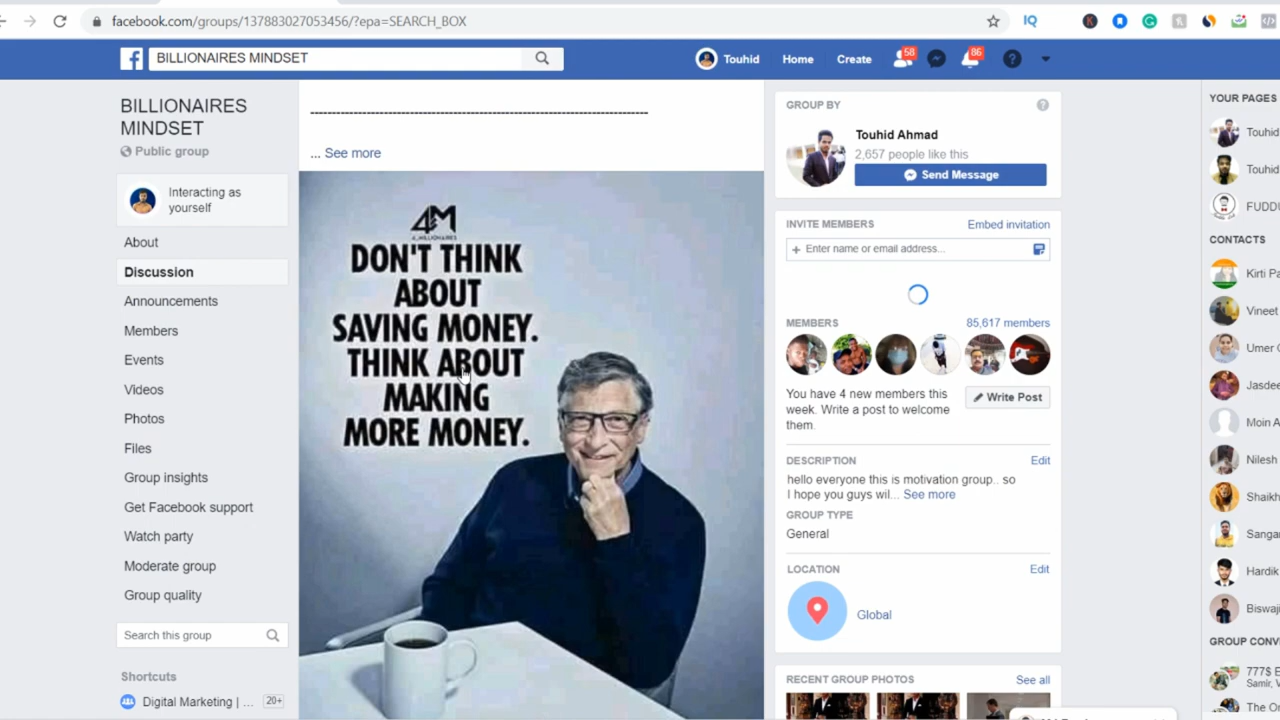 facebook.com/groups/137883027053456/?epa=SEARCH_BOX
IQ
BILLIONAIRES MINDSET
Touhid
Home
Create
58
86
BILLIONAIRES
MINDSET
Public group
Interacting as
yourself
About
Discussion
Announcements
Members
Events
Videos
Photos
Files
Group insights
Get Facebook support
Watch party
Moderate group
Group quality
Search this group
Shortcuts
Digital Marketing | ...
20+
... See more
4M
DON'T THINK
ABOUT
SAVING MONEY.
THINK ABOUT
MAKING
MORE MONEY.
GROUP BY
Touhid Ahmad
2,657 people like this
Send Message
INVITE MEMBERS
Embed invitation
+ Enter name or email address...
MEMBERS
85,617 members
You have 4 new members this
week. Write a post to welcome
them.
Write Post
DESCRIPTION
Edit
hello everyone this is motivation group.. so
I hope you guys wil... See more
GROUP TYPE
General
LOCATION
Edit
Global
RECENT GROUP PHOTOS
See all
YOUR PAGES
Touhid
Touhid
FUDDU
CONTACTS
Kirti Pa
Vineet
Umer
Jasdee
Moin A
Nilesh
Shaikh
Sanga
Hardik
Biswaj
GROUP CONV
777$ E
Samir, V
The Or